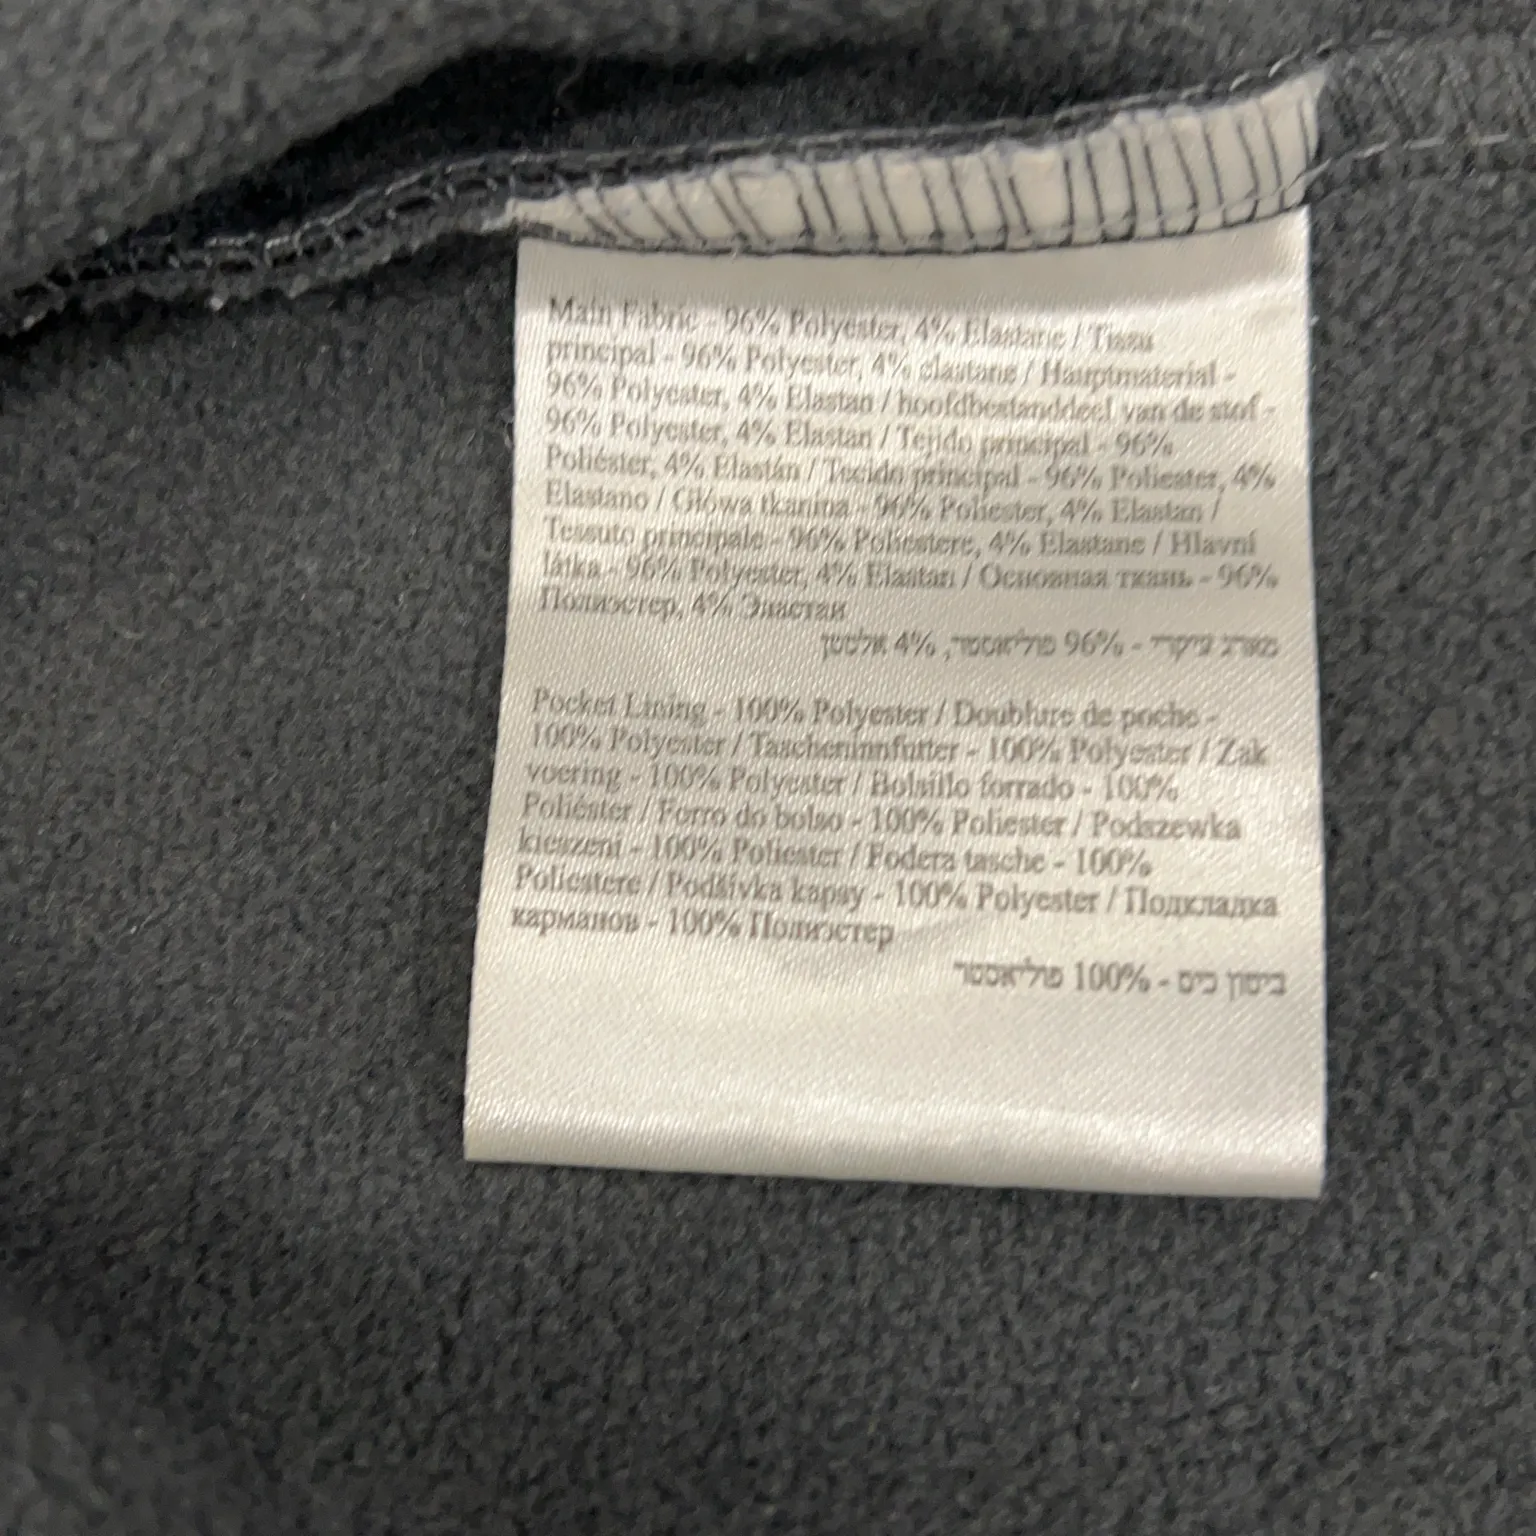 Main Fabric - 96% Polyester, 4% Elastane / Tissu
principal - 96% Polyester, 4% elastane / Hauptmaterial -
96% Polyester, 4% Elastan / hoofdbestanddeel van de stof -
96% Polyester, 4% Elastan / Tejido principal - 96%
Poliéster, 4% Elastán / Tecido principal - 96% Poliester, 4%
Elastano / Główa tkanina - 96% Poliester, 4% Elastan /
Tessuto principale - 96% Poliestere, 4% Elastane / Hlavní
látka - 96% Polyester, 4% Elastan / Основная ткань - 96%
Полиэстер, 4% Эластан
מארג עיקרי - 96% פוליאסטר, 4% אלסטן
Pocket Lining - 100% Polyester / Doublure de poche -
100% Polyester / Tascheninnfutter - 100% Polyester / Zak
voering - 100% Polyester / Bolsillo forrado - 100%
Poliéster / Forro do bolso - 100% Poliester / Podszewka
kieszeni - 100% Poliester / Fodera tasche - 100%
Poliestere / Podšívka kapsy - 100% Polyester / Подкладка
карманов - 100% Полиэстер
ביטון כיס - 100% פוליאסטר